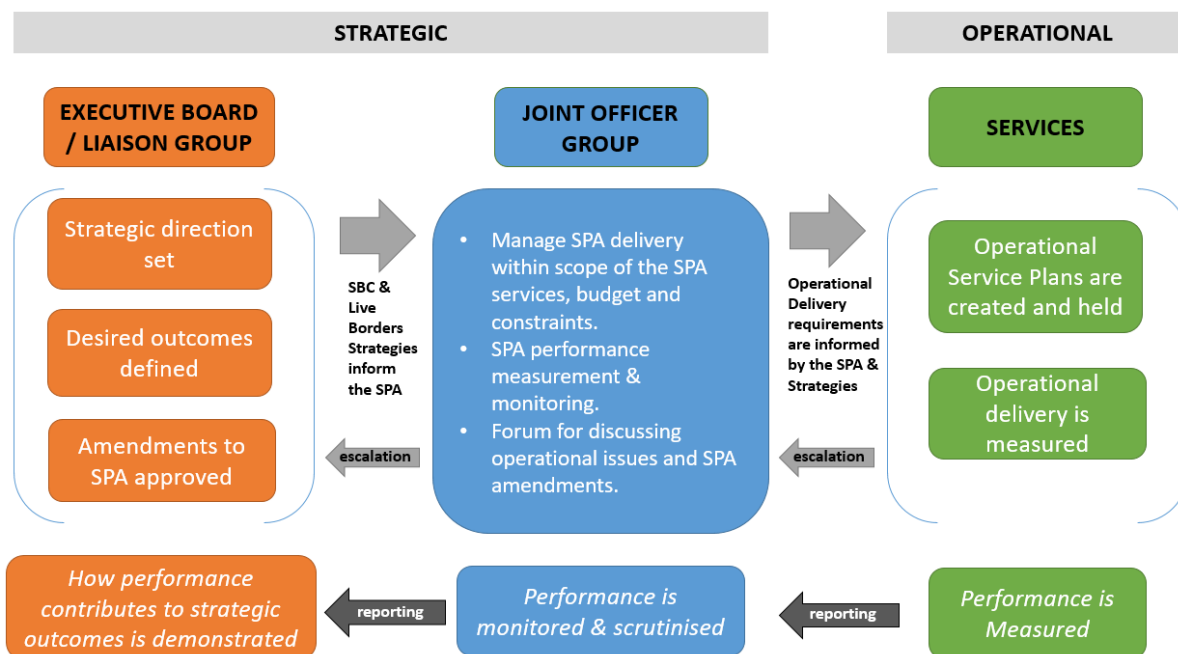 STRATEGIC
OPERATIONAL
EXECUTIVE BOARD
/ LIAISON GROUP
JOINT OFFICER
GROUP
SERVICES
Strategic direction
set
Desired outcomes
defined
Amendments to
SPA approved
SBC &
Live
Borders
Strategies
inform
the SPA
escalation
• Manage SPA delivery
within scope of the SPA
services, budget and
constraints.
• SPA performance
measurement &
monitoring.
• Forum for discussing
operational issues and SPA
amendments.
Operational
Delivery
requirements
are informed
by the SPA &
Strategies
escalation
Operational
Service Plans are
created and held
Operational
delivery is
measured
How performance
contributes to strategic
outcomes is demonstrated
reporting
Performance is
monitored & scrutinised
reporting
Performance is
Measured